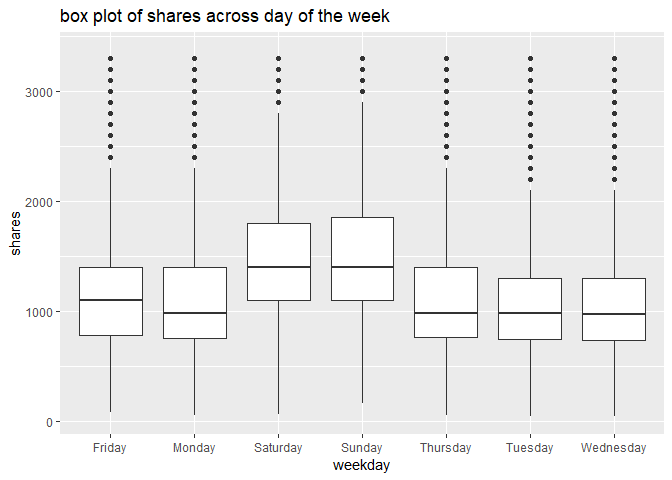 box plot of shares across day of the week
3000
2000
1000
0
shares
Friday Monday Saturday Sunday Thursday Tuesday Wednesday
weekday